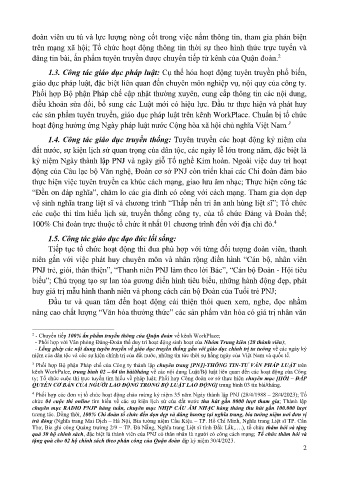 đoàn viên ưu tú và lực lượng nòng cốt trong việc nắm thông tin, tham gia phản biện
trên mạng xã hội; Tổ chức hoạt động thông tin thời sự theo hình thức trực tuyến và
đăng tin bài, ấn phẩm tuyên truyền được chuyển tiếp từ kênh của Quận đoàn.2
1.3. Công tác giáo dục pháp luật: Cụ thể hóa hoạt động tuyên truyền phổ biến,
giáo dục pháp luật, đặc biệt liên quan đến chuyên môn nghiệp vụ, nội quy của công ty.
Phối hợp Bộ phận Pháp chế cập nhật thường xuyên, cung cấp thông tin các nội dung,
điều khoản sửa đổi, bổ sung các Luật mới có hiệu lực. Đầu tư thực hiện và phát huy
các sản phẩm tuyên truyền, giáo dục pháp luật trên kênh WorkPlace. Chuẩn bị tổ chức
hoạt động hưởng ứng Ngày pháp luật nước Cộng hòa xã hội chủ nghĩa Việt Nam.3
1.4. Công tác giáo dục truyền thống: Tuyên truyền các hoạt động kỷ niệm của
đất nước, sự kiện lịch sử quan trọng của dân tộc, các ngày lễ lớn trong năm, đặc biệt là
kỷ niệm Ngày thành lập PNJ và ngày giỗ Tổ nghề Kim hoàn. Ngoài việc duy trì hoạt
động của Câu lạc bộ Văn nghệ, Đoàn cơ sở PNJ còn triển khai các Chi đoàn đảm bảo
thực hiện việc tuyên truyền ca khúc cách mạng, giao lưu âm nhạc; Thực hiện công tác
“Đền ơn đáp nghĩa”, chăm lo các gia đình có công với cách mạng. Tham gia dọn dẹp
vệ sinh nghĩa trang liệt sĩ và chương trình “Thắp nến tri ân anh hùng liệt sĩ”; Tổ chức
các cuộc thi tìm hiểu lịch sử, truyền thống công ty, của tổ chức Đảng và Đoàn thể;
100% Chi đoàn trực thuộc tổ chức ít nhất 01 chương trình đến với địa chỉ đỏ.4
1.5. Công tác giáo dục đạo đức lối sống:
Tiếp tục tổ chức hoạt động thi đua phù hợp với từng đối tượng đoàn viên, thanh
niên gắn với việc phát huy chuyên môn và nhân rộng điển hình “Cán bộ, nhân viên
PNJ trẻ, giỏi, thân thiện”, “Thanh niên PNJ làm theo lời Bác”, “Cán bộ Đoàn - Hội tiêu
biểu”; Chú trọng tạo sự lan tỏa gương điển hình tiêu biểu, những hành động đẹp, phát
huy giá trị mẫu hình thanh niên và phong cách cán bộ Đoàn của Tuổi trẻ PNJ;
Đầu tư và quan tâm đến hoạt động cải thiện thói quen xem, nghe, đọc nhằm
nâng cao chất lượng “Văn hóa thưởng thức” các sản phẩm văn hóa có giá trị nhân văn
2 - Chuyển tiếp 100% ấn phẩm truyền thông của Quận đoàn về kênh WorkPlace;
- Phối hợp với Văn phòng Đảng-Đoàn thể duy trì hoạt động sinh hoạt của Nhóm Trung kiên (28 thành viên).
- Lồng ghép các nội dung tuyên truyền về giáo dục truyền thống gắn với giáo dục chính trị tư tưởng về các ngày kỷ
niệm của dân tộc và các sự kiện chính trị của đất nước, những tin tức thời sự hằng ngày của Việt Nam và quốc tế.
3 Phối hợp Bộ phận Pháp chế của Công ty thành lập chuyên trang [PNJ]-THÔNG TIN-TƯ VẤN PHÁP LUẬT trên
kênh WorkPlace, trung bình 02 – 04 tin bài/tháng về các nội dung Luật/Bộ luật liên quan đến các hoạt động của Công
ty; Tổ chức cuộc thi trực tuyến tìm hiểu về pháp luật; Phối hợp Công đoàn cơ sở thực hiện chuyên mục [HỎI – ĐÁP
QUYỀN CƠ BẢN CỦA NGƯỜI LAO ĐỘNG TRONG BỘ LUẬT LAO ĐỘNG] trung bình 03 tin bài/tháng.
4 Phối hợp các đơn vị tổ chức hoạt động chào mừng kỷ niệm 35 năm Ngày thành lập PNJ (28/4/1988 – 28/4/2023); Tổ
chức 04 cuộc thi online tìm hiểu về các sự kiện lịch sử của đất nước thu hút gần 8000 lượt tham gia; Thành lập
chuyên mục RADIO PNJP hàng tuần, chuyên mục NHỊP CẦU ÂM NHẠC hàng tháng thu hút gần 100.000 lượt
tương tác. Đồng thời, 100% Chi đoàn tổ chức đến dọn dẹp và dâng hương tại nghĩa trang, bia tưởng niệm nơi đơn vị
trú đóng (Nghĩa trang Mai Dịch – Hà Nội, Bia tưởng niệm Cầu Kiệu – TP. Hồ Chí Minh, Nghĩa trang Liệt sĩ TP. Cần
Thơ, Bia ghi công Quảng trường 2/9 – TP. Đà Nẵng, Nghĩa trang Liệt sĩ tỉnh Đắk Lắk,…), tổ chức thăm hỏi và tặng
quà 30 hộ chính sách, đặc biệt là thành viên của PNJ có thân nhân là người có công cách mạng; Tổ chức thăm hỏi và
tặng quà cho 02 hộ chính sách theo phân công của Quận đoàn dịp kỷ niệm 30/4/2023.
2